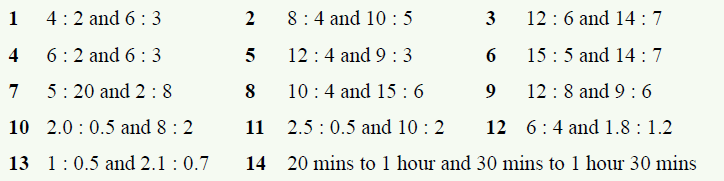 1 4 : 2 and 6 : 3 2 8 : 4 and 10 : 5 3 12 : 6 and 14 : 7
4 6 : 2 and 6 : 3 5 12 : 4 and 9 : 3 6 15 : 5 and 14 : 7
7 5 : 20 and 2 : 8 8 10 : 4 and 15 : 6 9 12 : 8 and 9 : 6
10 2.0 : 0.5 and 8 : 2 11 2.5 : 0.5 and 10 : 2 12 6 : 4 and 1.8 : 1.2
13 1 : 0.5 and 2.1 : 0.7 14 20 mins to 1 hour and 30 mins to 1 hour 30 mins